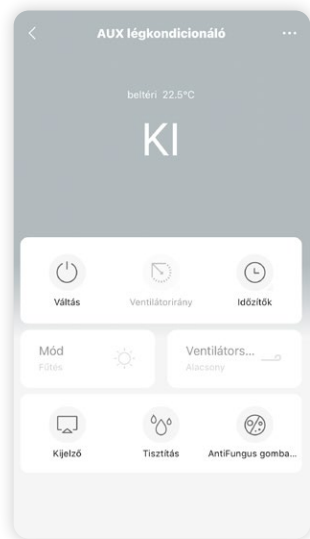 AUX légkondicionáló
beltéri 22.5°C
KI
Váltás
Ventilátorirány
Időzítők
Mód
Fűtés
Ventilátors...
Alacsony
Kijelző
Tisztítás
AntiFungus gomba...